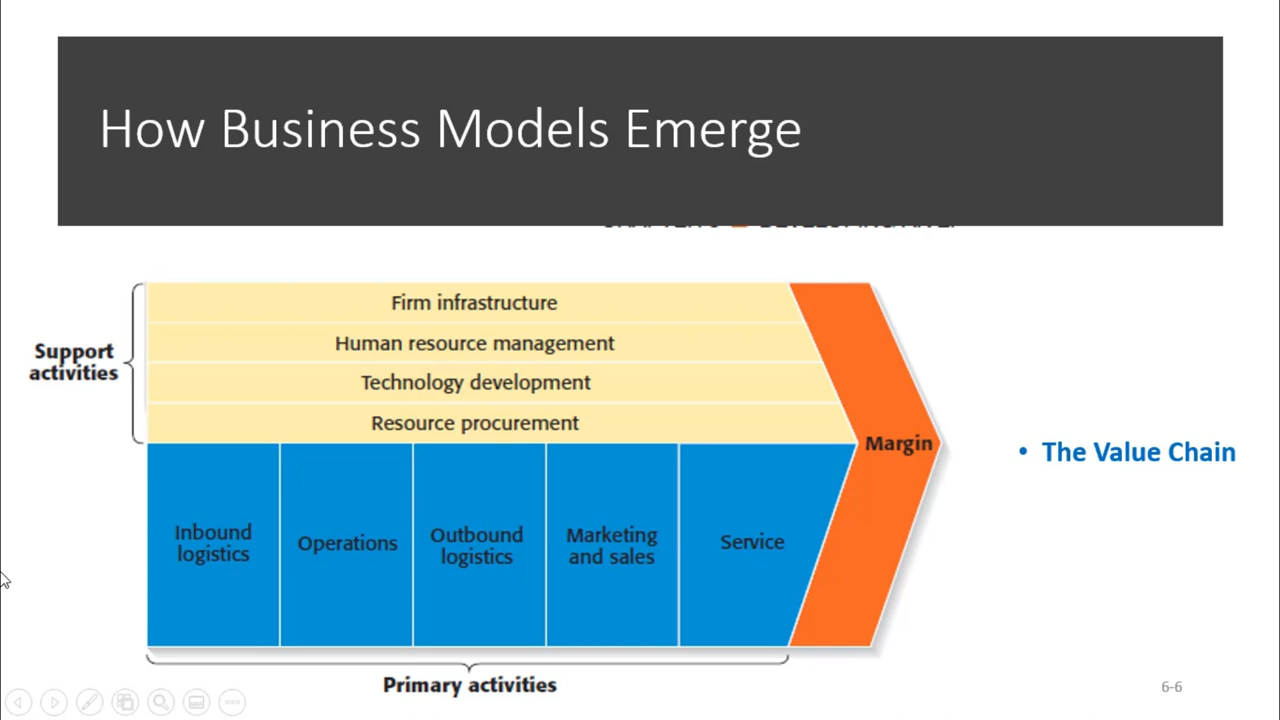 How Business Models Emerge
Firm infrastructure
Human resource management
Technology development
Resource procurement
Support
activities
Margin
Inbound
logistics
Operations
Outbound
logistics
Marketing
and sales
Service
Primary activities
• The Value Chain
6-6